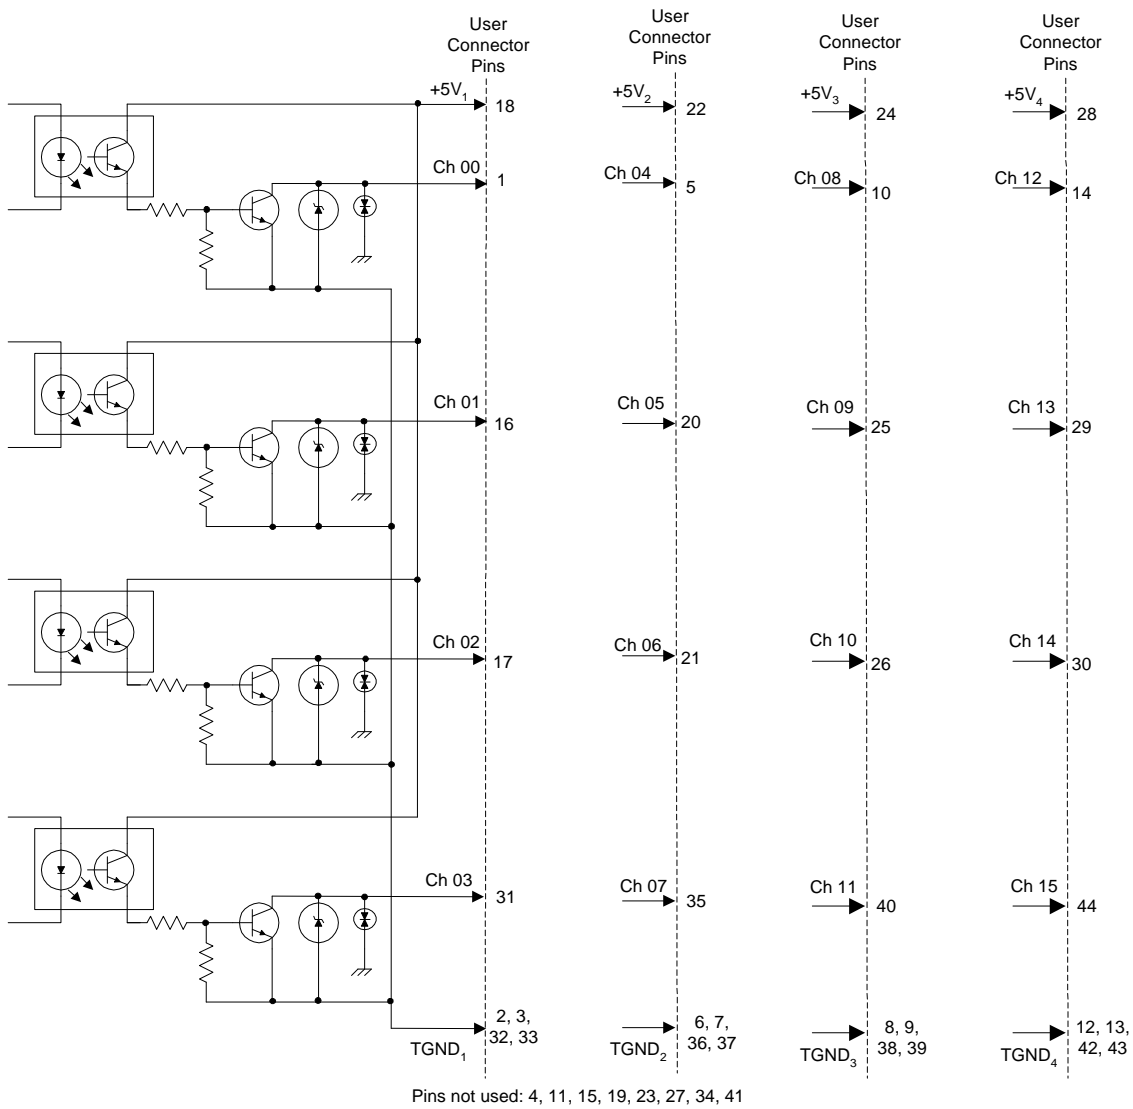 User
Connector
Pins
+5V₁
18
Ch 00
1
Ch 01
16
Ch 02
17
Ch 03
31
TGND₁
2, 3,
32, 33
User
Connector
Pins
+5V₂
22
Ch 04
5
Ch 05
20
Ch 06
21
Ch 07
35
TGND₂
6, 7,
36, 37
User
Connector
Pins
+5V₃
24
Ch 08
10
Ch 09
25
Ch 10
26
Ch 11
40
TGND₃
8, 9,
38, 39
User
Connector
Pins
+5V₄
28
Ch 12
14
Ch 13
29
Ch 14
30
Ch 15
44
TGND₄
12, 13,
42, 43
Pins not used: 4, 11, 15, 19, 23, 27, 34, 41